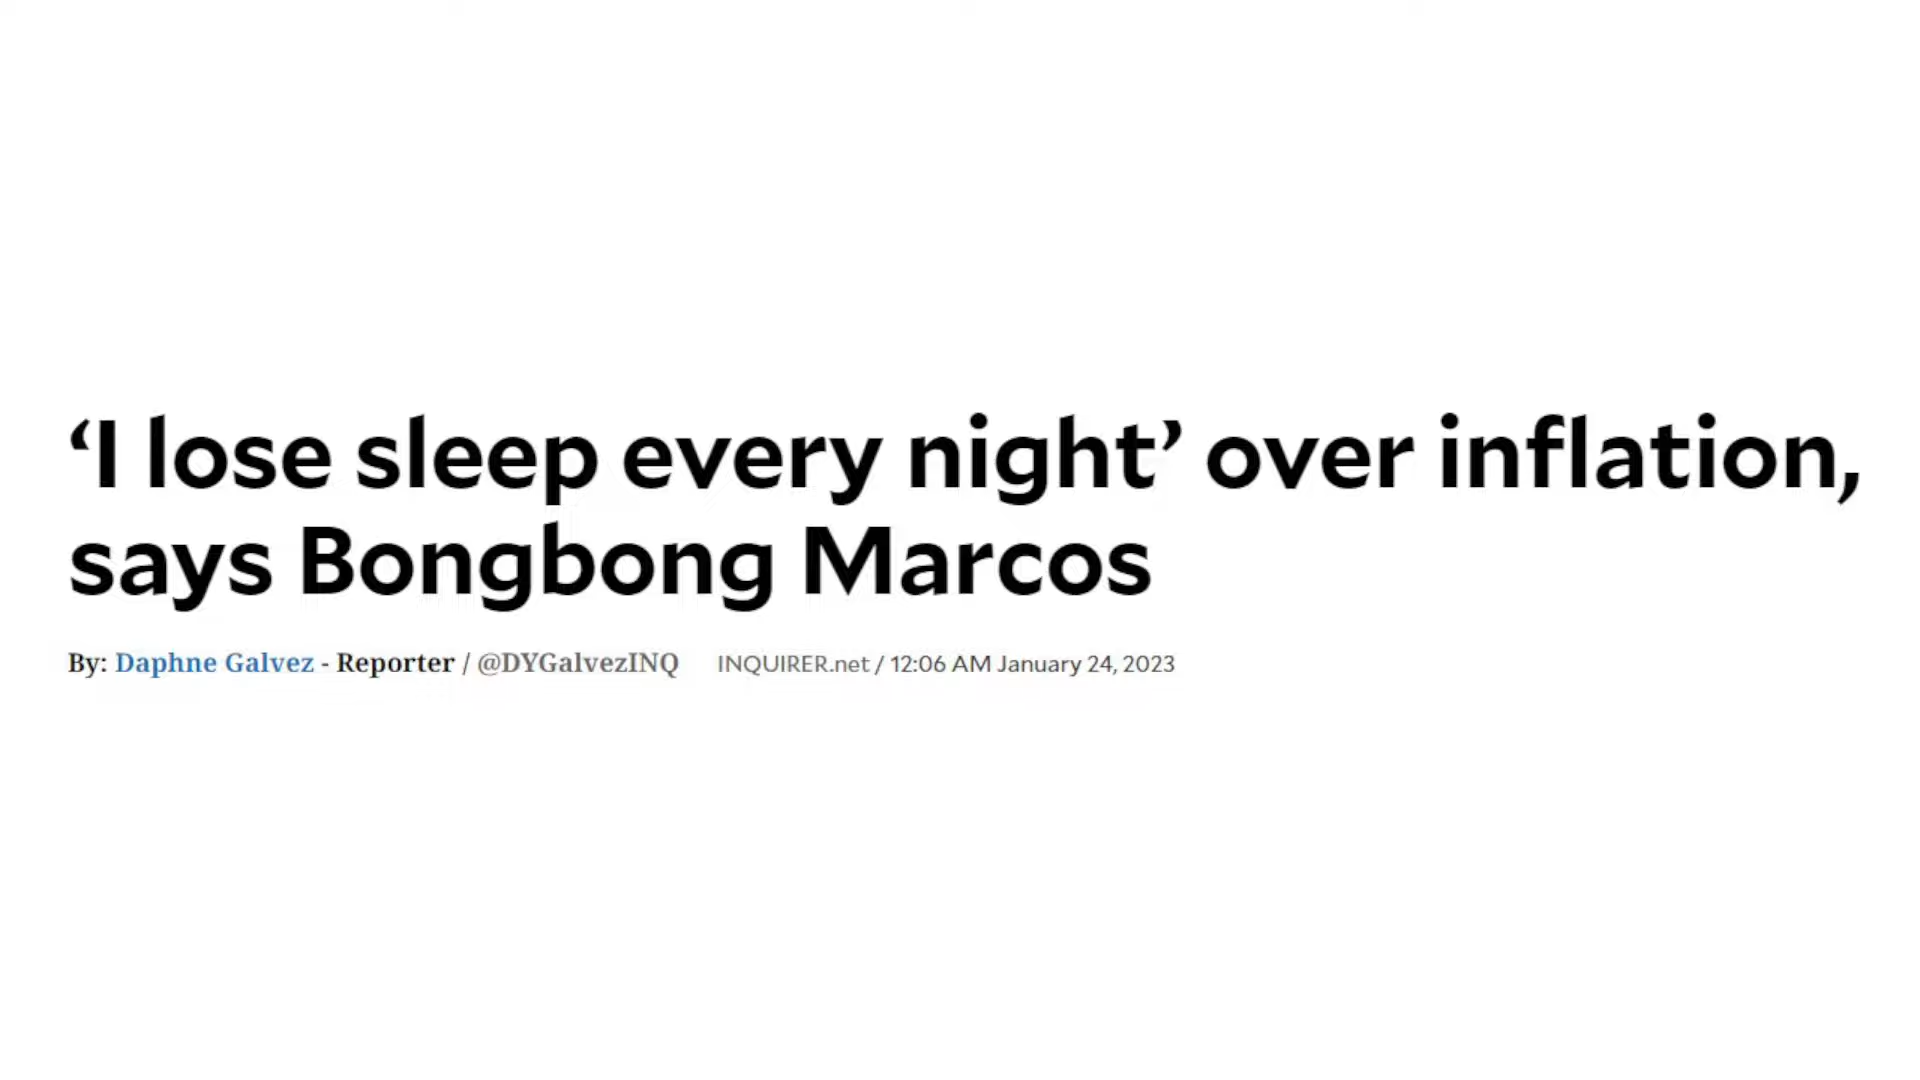 ‘I lose sleep every night’ over inflation,
says Bongbong Marcos
By: Daphne Galvez - Reporter / @DYGalvezINQ INQUIRER.net / 12:06 AM January 24, 2023